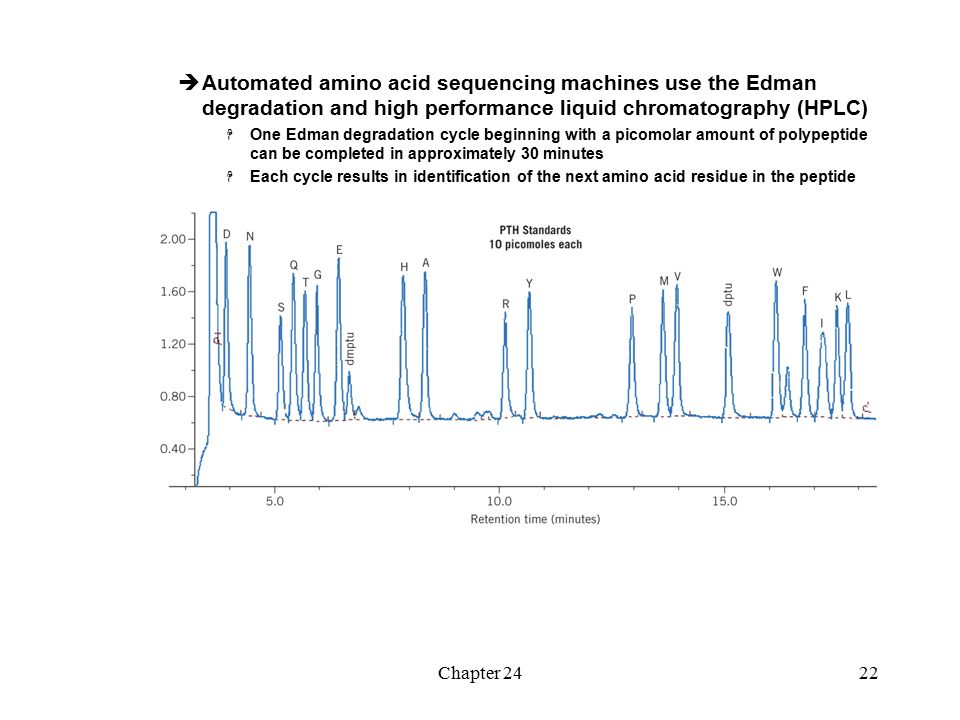 Automated amino acid sequencing machines use the Edman
degradation and high performance liquid chromatography (HPLC)
One Edman degradation cycle beginning with a picomolar amount of polypeptide
can be completed in approximately 30 minutes
Each cycle results in identification of the next amino acid residue in the peptide
PTH Standards
10 picomoles each
D N S Q T G E dmptu H A R Y P M V dptu W F I K L
2.00
1.60
1.20
0.80
0.40
5.0 10.0 15.0
Retention time (minutes)
Chapter 24 22